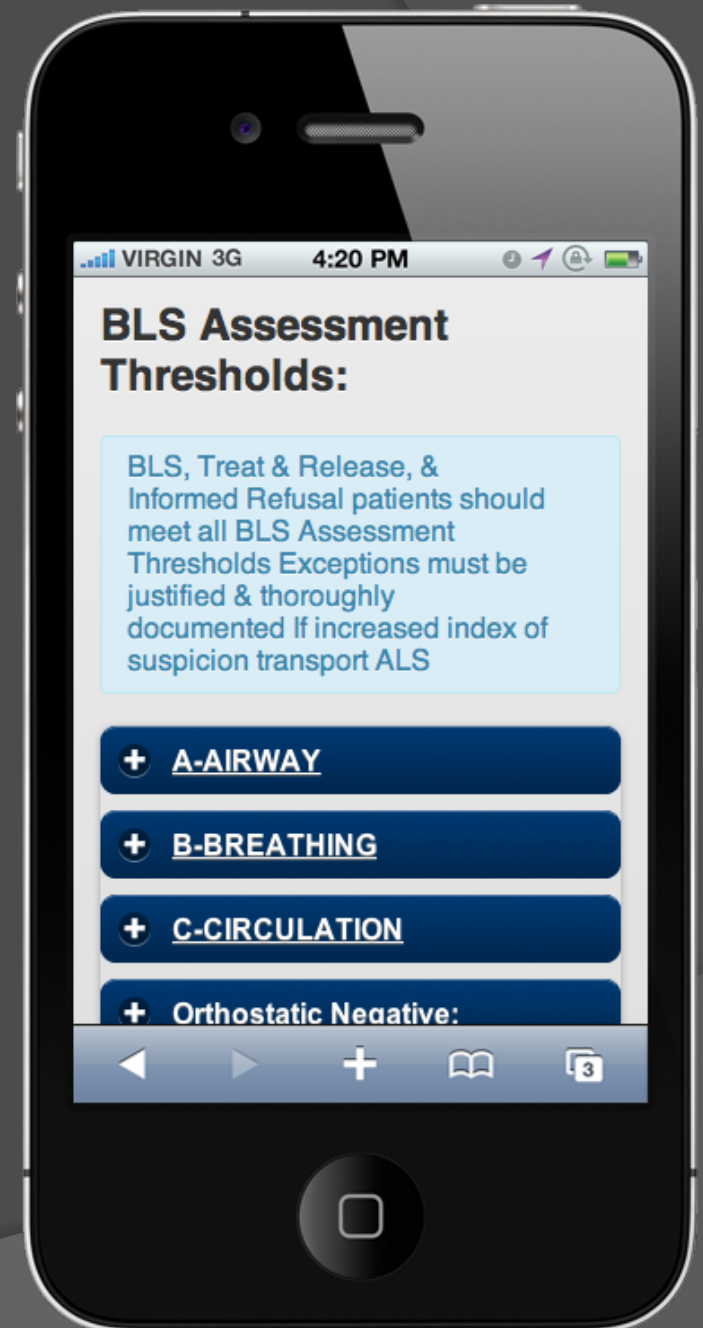 VIRGIN 3G 4:20 PM
BLS Assessment
Thresholds:
BLS, Treat & Release, &
Informed Refusal patients should
meet all BLS Assessment
Thresholds Exceptions must be
justified & thoroughly
documented If increased index of
suspicion transport ALS
A-AIRWAY
B-BREATHING
C-CIRCULATION
Orthostatic Negative:
3